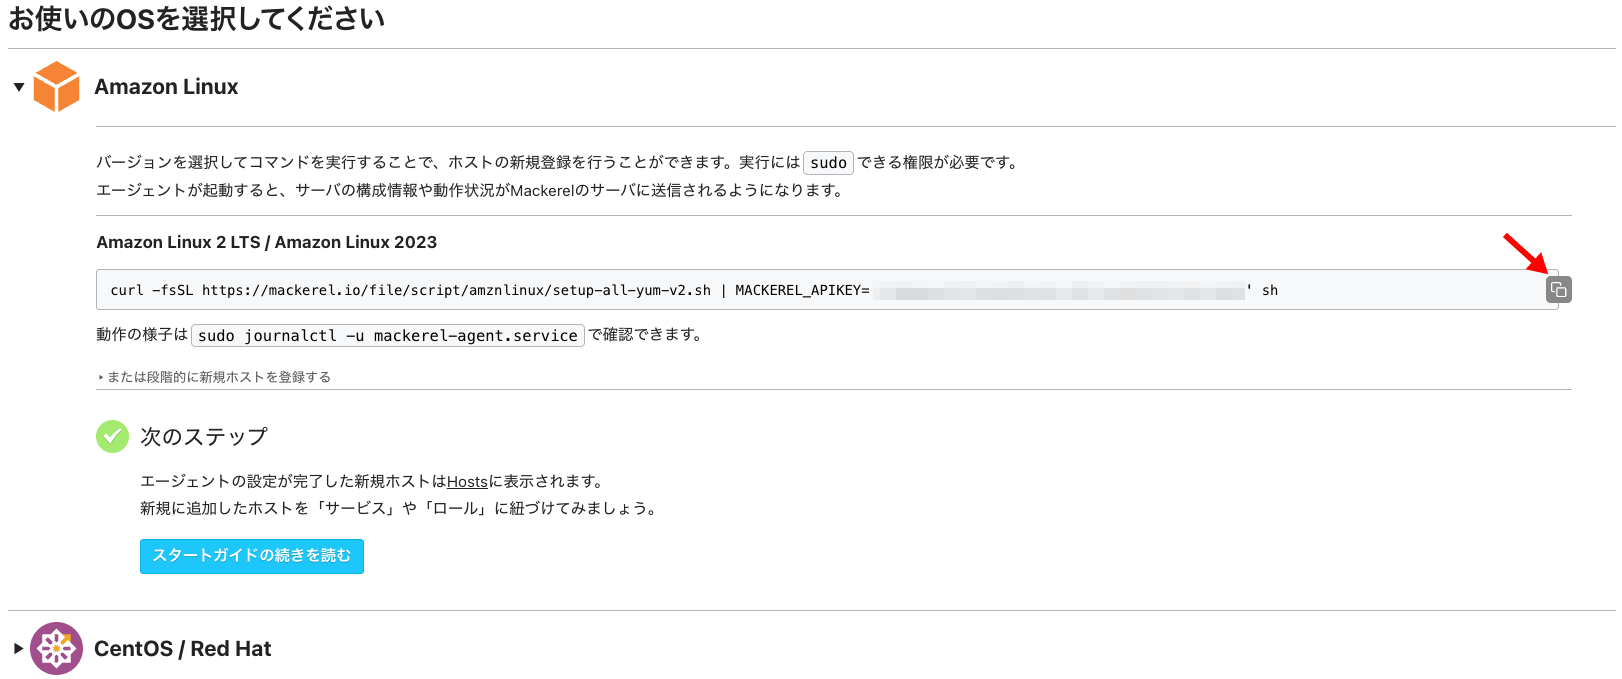 お使いのOSを選択してください
Amazon Linux
バージョンを選択してコマンドを実行することで、ホストの新規登録を行うことができます。実行には sudo できる権限が必要です。
エージェントが起動すると、サーバの構成情報や動作状況がMackerelのサーバに送信されるようになります。
Amazon Linux 2 LTS / Amazon Linux 2023
curl -fsSL https://mackerel.io/file/script/amznlinux/setup-all-yum-v2.sh | MACKEREL_APIKEY= ' sh
動作の様子は sudo journalctl -u mackerel-agent.service で確認できます。
または段階的に新規ホストを登録する
次のステップ
エージェントの設定が完了した新規ホストはHostsに表示されます。
新規に追加したホストを「サービス」や「ロール」に紐づけてみましょう。
スタートガイドの続きを読む
CentOS / Red Hat